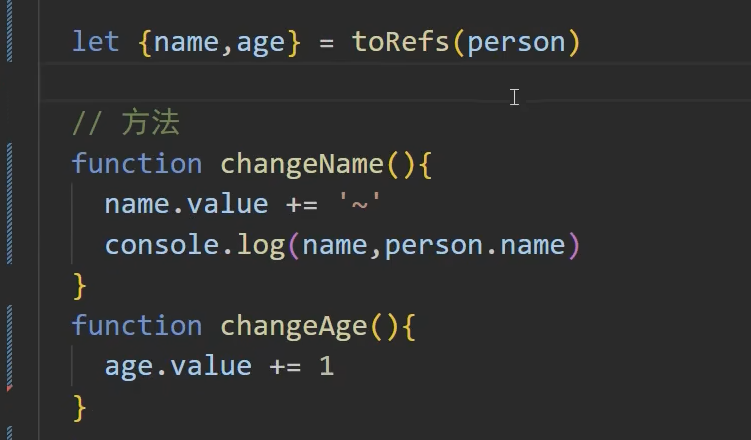 let {name,age} = toRefs(person)
// 方法
function changeName(){
name.value += '~'
console.log(name,person.name)
}
function changeAge(){
age.value += 1
}